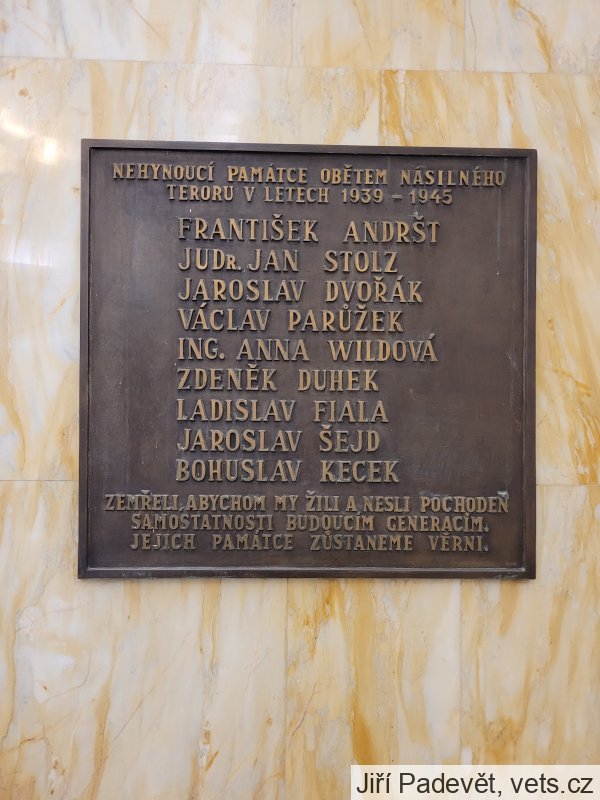 NEHYNOUCÍ PAMÁTCE OBĚTEM NÁSILNÉHO
TERORU V LETECH 1939 - 1945
FRANTIŠEK ANDRŠT
JUDR. JAN STOLZ
JAROSLAV DVOŘÁK
VÁCLAV PARŮŽEK
ING. ANNA WILDOVÁ
ZDENĚK DUHEK
LADISLAV FIALA
JAROSLAV ŠEJD
BOHUSLAV KECEK
ZEMŘELI, ABYCHOM MY ŽILI A NESLI POCHODEŇ
SAMOSTATNOSTI BUDOUCÍM GENERACÍM.
JEJICH PAMÁTCE ZŮSTANEME VĚRNI.
Jiří Padevět, vets.cz